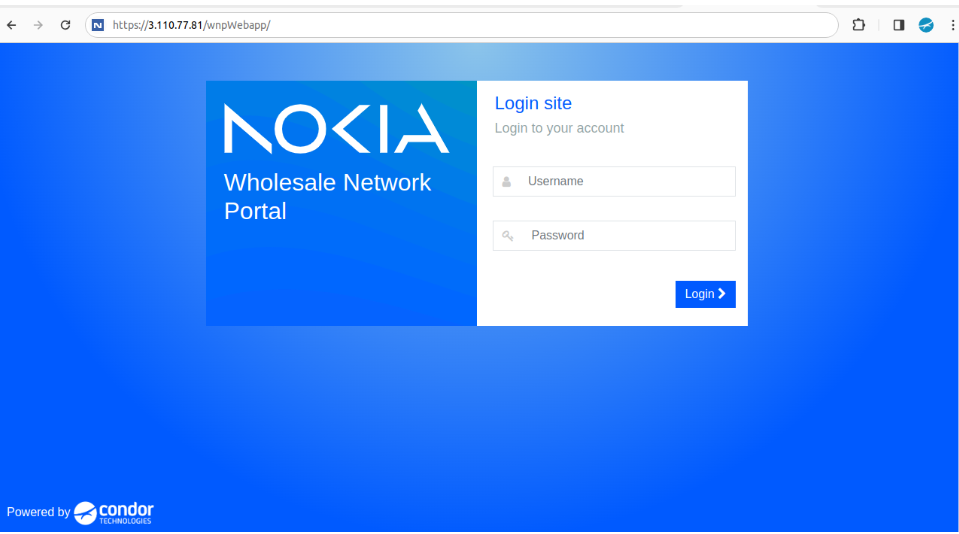 https://3.110.77.81/wnpWebapp/
NOKIA
Wholesale Network
Portal
Login site
Login to your account
Username
Password
Login
Powered by condor
TECHNOLOGIES